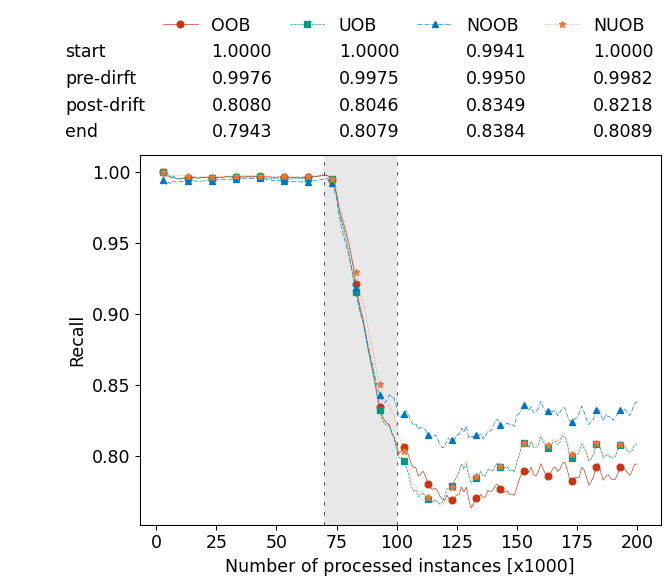 OOB UOB NOOB NUOB
start 1.0000 1.0000 0.9941 1.0000
pre-dirft 0.9976 0.9975 0.9950 0.9982
post-drift 0.8080 0.8046 0.8349 0.8218
end 0.7943 0.8079 0.8384 0.8089
1.00
0.95
0.90
0.85
0.80
Recall
0 25 50 75 100 125 150 175 200
Number of processed instances [x1000]